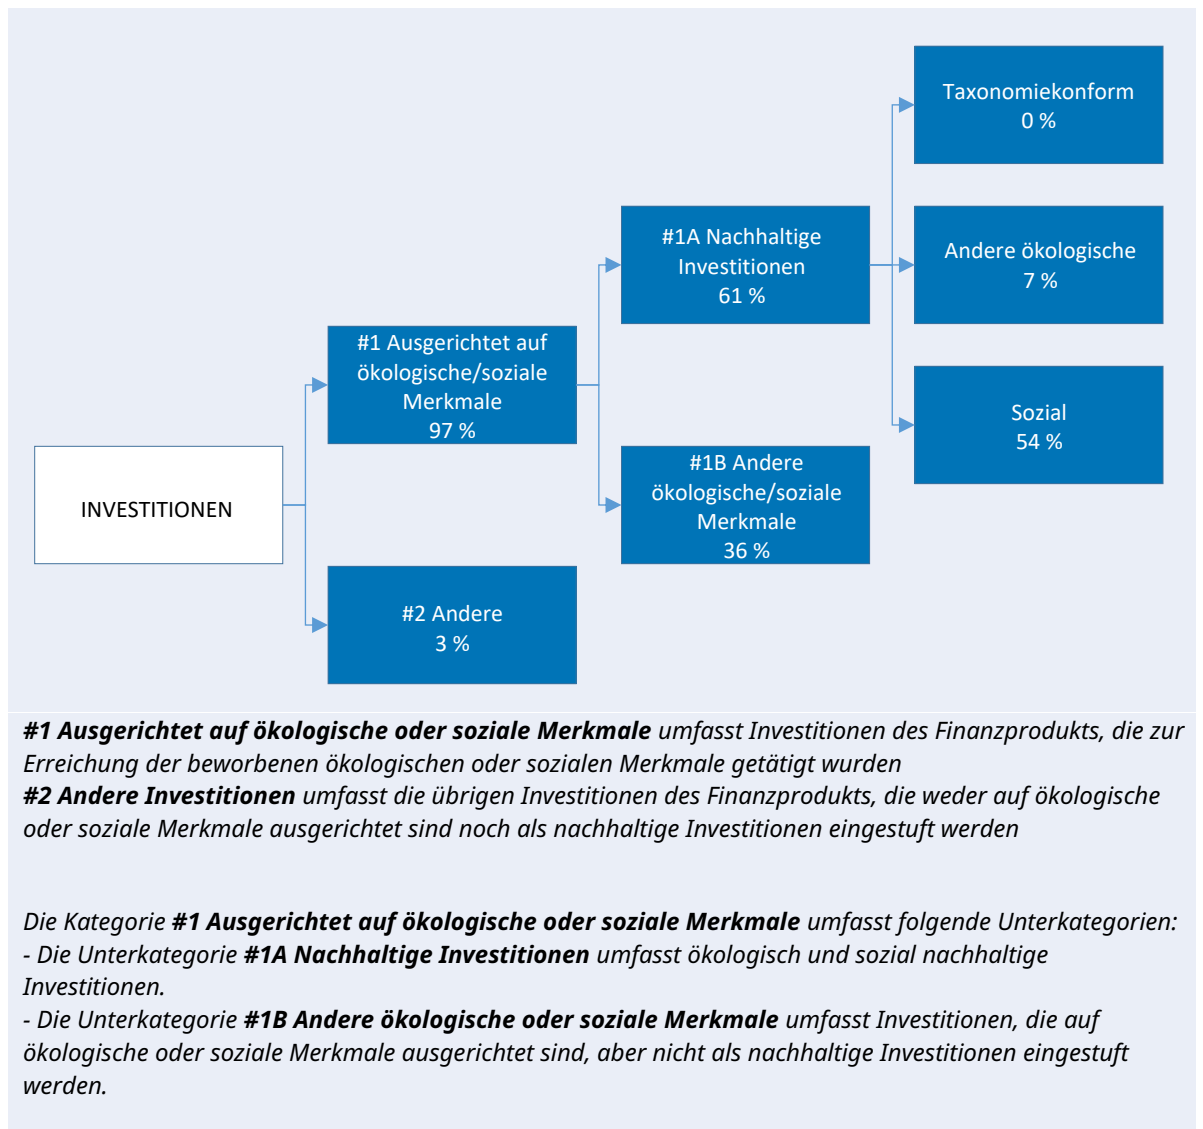 Taxonomiekonform
0 %
#1A Nachhaltige
Investitionen
61 %
Andere ökologische
7 %
#1 Ausgerichtet auf
ökologische/soziale
Merkmale
97 %
Sozial
54 %
#1B Andere
ökologische/soziale
Merkmale
36 %
INVESTITIONEN
#2 Andere
3 %
#1 Ausgerichtet auf ökologische oder soziale Merkmale umfasst Investitionen des Finanzprodukts, die zur
Erreichung der beworbenen ökologischen oder sozialen Merkmale getätigt wurden
#2 Andere Investitionen umfasst die übrigen Investitionen des Finanzprodukts, die weder auf ökologische
oder soziale Merkmale ausgerichtet sind noch als nachhaltige Investitionen eingestuft werden
Die Kategorie #1 Ausgerichtet auf ökologische oder soziale Merkmale umfasst folgende Unterkategorien:
- Die Unterkategorie #1A Nachhaltige Investitionen umfasst ökologisch und sozial nachhaltige
Investitionen.
- Die Unterkategorie #1B Andere ökologische oder soziale Merkmale umfasst Investitionen, die auf
ökologische oder soziale Merkmale ausgerichtet sind, aber nicht als nachhaltige Investitionen eingestuft
werden.